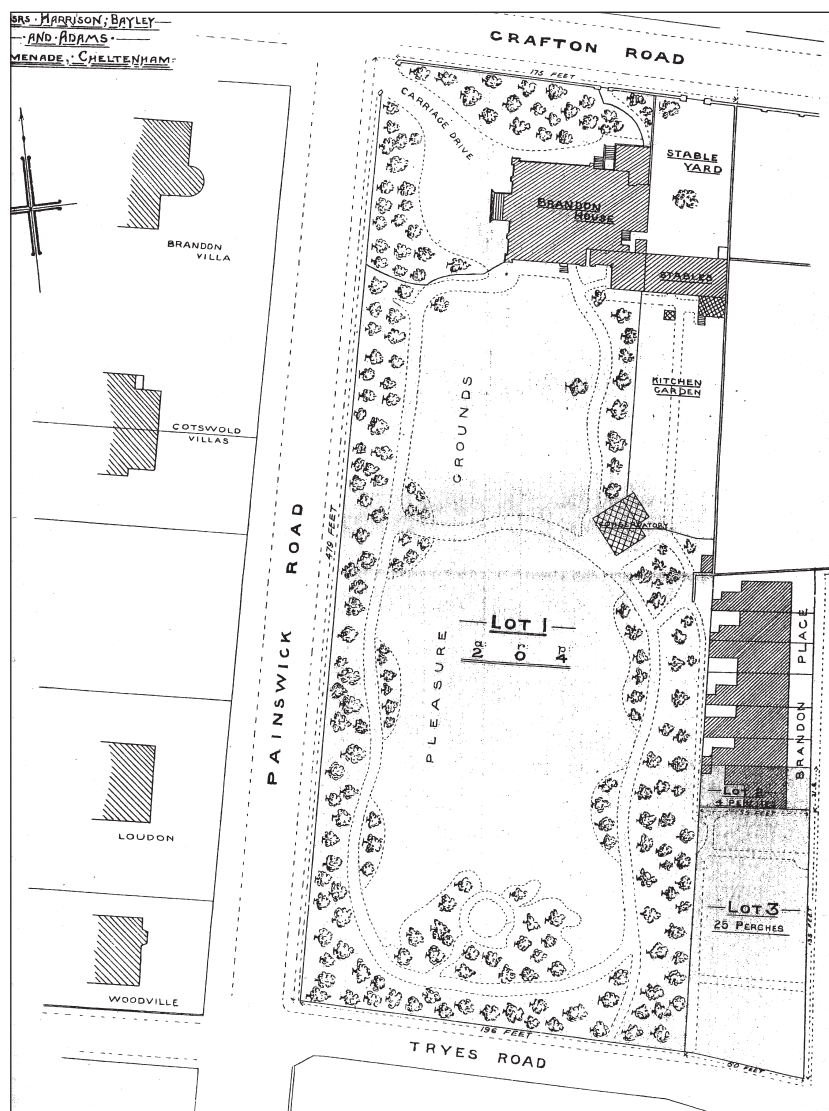 SRS· HARRISON, BAYLEY
·AND ADAMS·
MENADE, CHELTENHAM·
CRAFTON ROAD
175 FEET
CARRIAGE DRIVE
STABLE
YARD
BRANDON
HOUSE
BRANDON
VILLA
STABLES
KITCHEN
GARDEN
COTSWOLD
VILLAS
PLEASURE GROUNDS
479 FEET
CONSERVATORY
PAINSWICK ROAD
LOT 1
a r p
2 0 4
BRANDON PLACE
LOUDON
LOT 2
4 PERCHES
LOT 3
25 PERCHES
WOODVILLE
196 FEET
TRYES ROAD
60 FEET